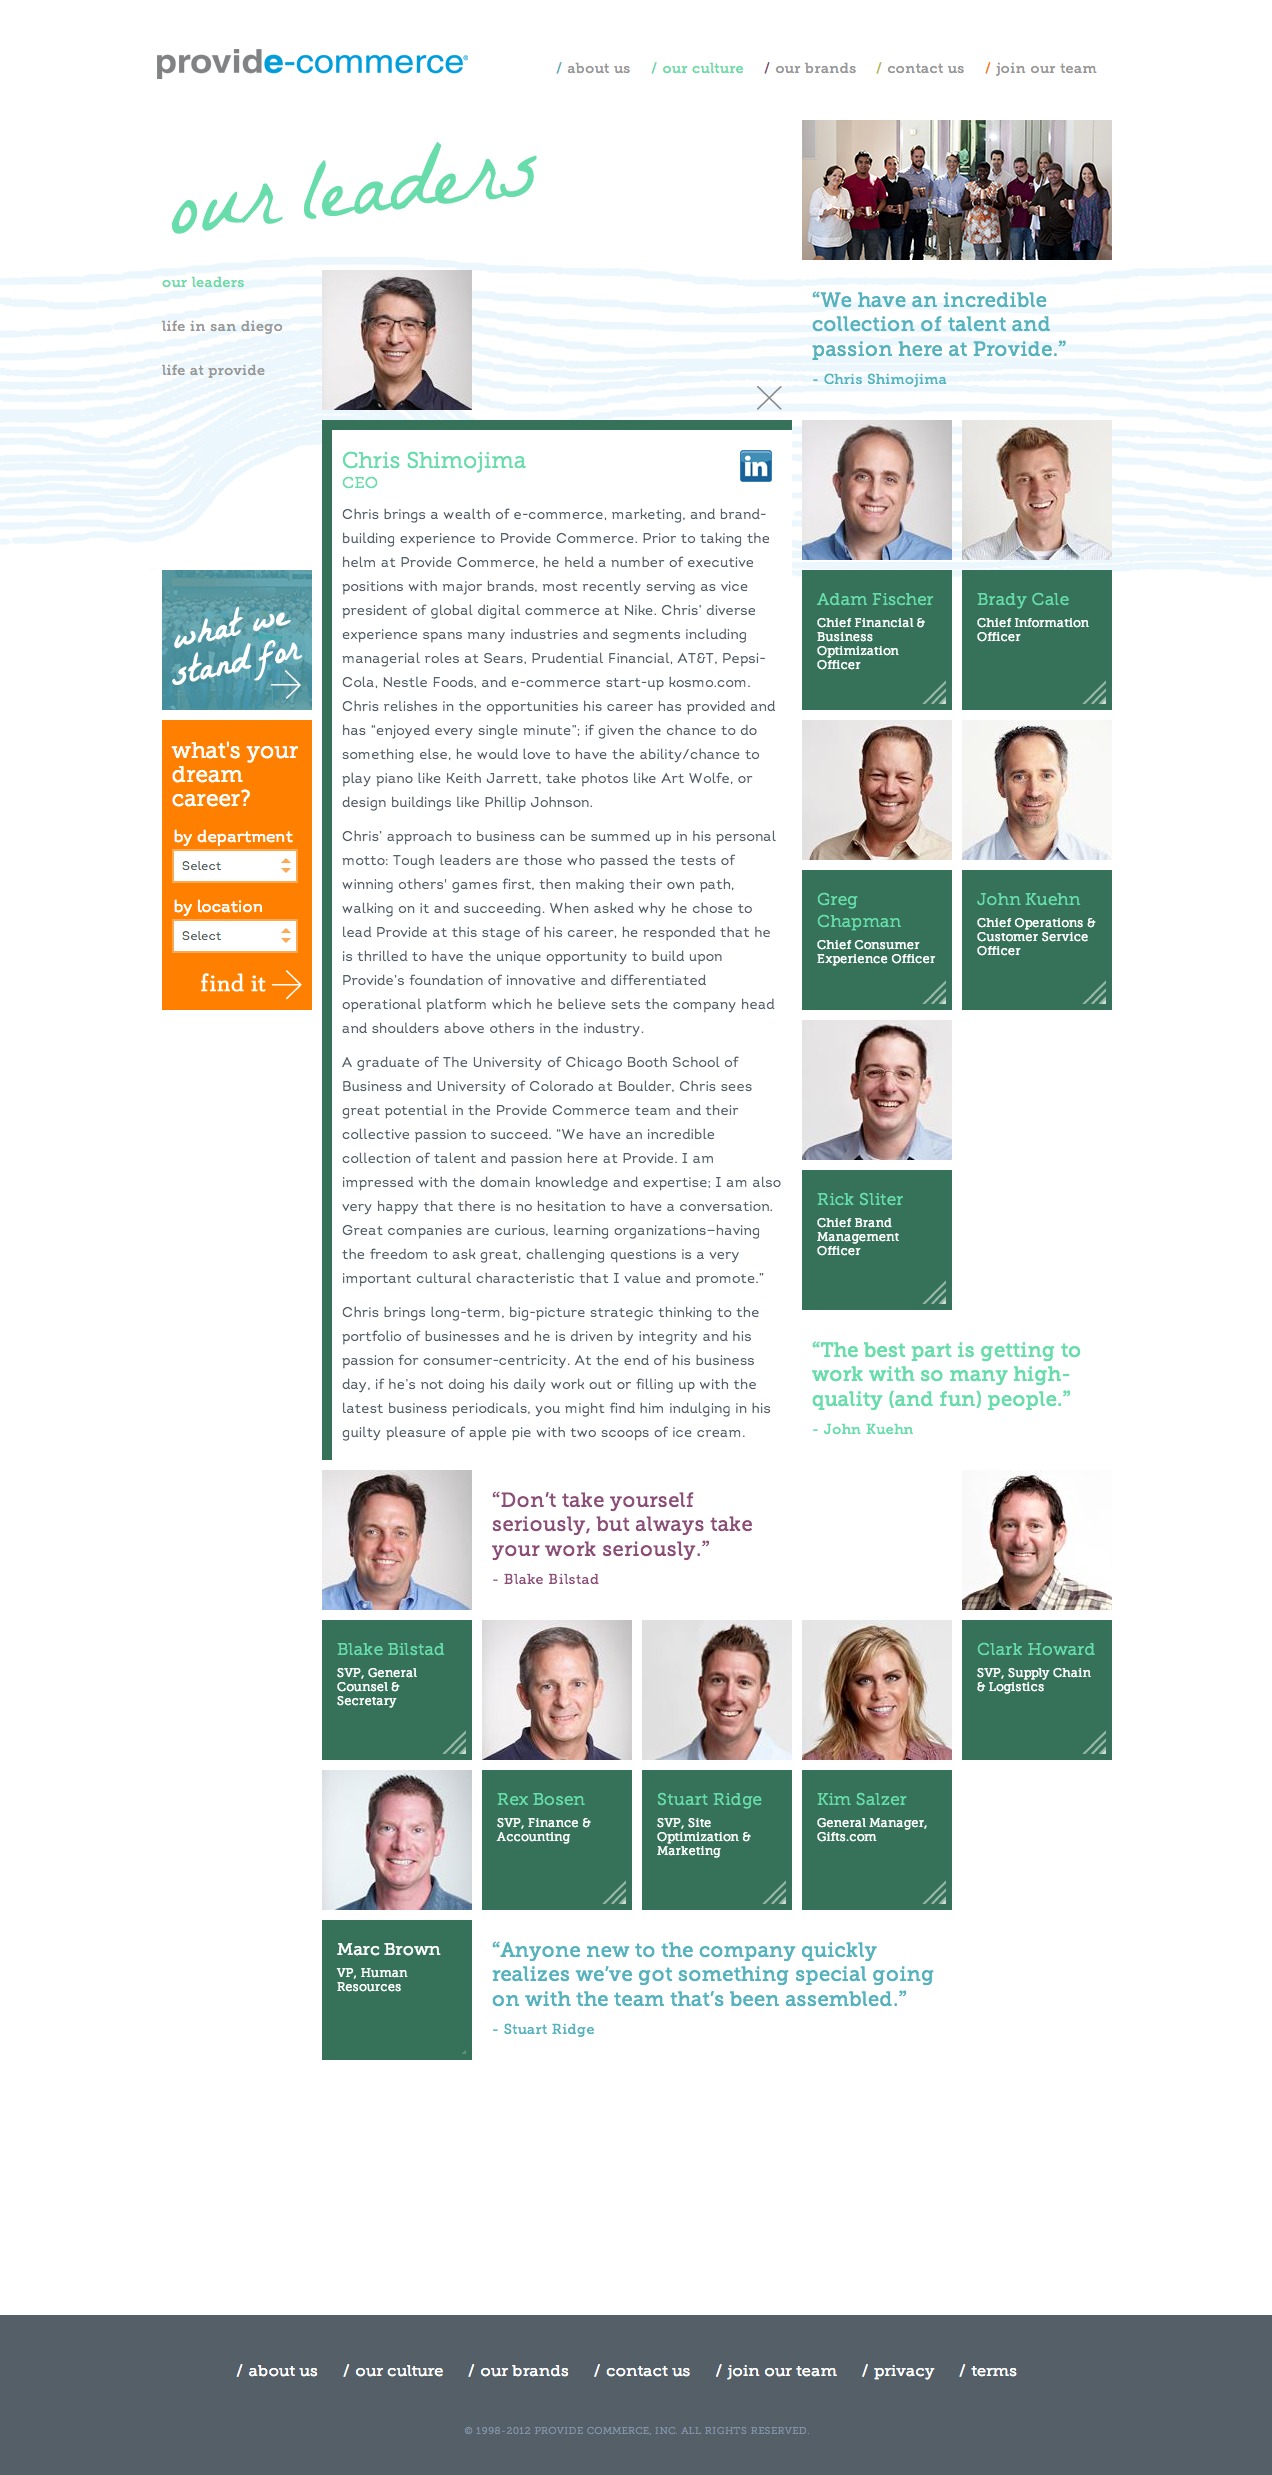 provide-commerce®
/ about us / our culture / our brands / contact us / join our team
our leaders
our leaders
life in san diego
life at provide
“We have an incredible
collection of talent and
passion here at Provide.”
- Chris Shimojima
what we
stand for
what's your
dream
career?
by department
Select
by location
Select
find it
Chris Shimojima
in
CEO
Chris brings a wealth of e-commerce, marketing, and brand-
building experience to Provide Commerce. Prior to taking the
helm at Provide Commerce, he held a number of executive
positions with major brands, most recently serving as vice
president of global digital commerce at Nike. Chris’ diverse
experience spans many industries and segments including
managerial roles at Sears, Prudential Financial, AT&T, Pepsi-
Cola, Nestle Foods, and e-commerce start-up kosmo.com.
Chris relishes in the opportunities his career has provided and
has “enjoyed every single minute”; if given the chance to do
something else, he would love to have the ability/chance to
play piano like Keith Jarrett, take photos like Art Wolfe, or
design buildings like Phillip Johnson.
Chris’ approach to business can be summed up in his personal
motto: Tough leaders are those who passed the tests of
winning others' games first, then making their own path,
walking on it and succeeding. When asked why he chose to
lead Provide at this stage of his career, he responded that he
is thrilled to have the unique opportunity to build upon
Provide’s foundation of innovative and differentiated
operational platform which he believe sets the company head
and shoulders above others in the industry.
A graduate of The University of Chicago Booth School of
Business and University of Colorado at Boulder, Chris sees
great potential in the Provide Commerce team and their
collective passion to succeed. “We have an incredible
collection of talent and passion here at Provide. I am
impressed with the domain knowledge and expertise; I am also
very happy that there is no hesitation to have a conversation.
Great companies are curious, learning organizations—having
the freedom to ask great, challenging questions is a very
important cultural characteristic that I value and promote.”
Chris brings long-term, big-picture strategic thinking to the
portfolio of businesses and he is driven by integrity and his
passion for consumer-centricity. At the end of his business
day, if he’s not doing his daily work out or filling up with the
latest business periodicals, you might find him indulging in his
guilty pleasure of apple pie with two scoops of ice cream.
Adam Fischer
Chief Financial &
Business
Optimization
Officer
Brady Cale
Chief Information
Officer
Greg
Chapman
Chief Consumer
Experience Officer
John Kuehn
Chief Operations &
Customer Service
Officer
Rick Sliter
Chief Brand
Management
Officer
“The best part is getting to
work with so many high-
quality (and fun) people.”
- John Kuehn
“Don’t take yourself
seriously, but always take
your work seriously.”
- Blake Bilstad
Blake Bilstad
SVP, General
Counsel &
Secretary
Clark Howard
SVP, Supply Chain
& Logistics
Rex Bosen
SVP, Finance &
Accounting
Stuart Ridge
SVP, Site
Optimization &
Marketing
Kim Salzer
General Manager,
Gifts.com
Marc Brown
VP, Human
Resources
“Anyone new to the company quickly
realizes we’ve got something special going
on with the team that’s been assembled.”
- Stuart Ridge
/ about us / our culture / our brands / contact us / join our team / privacy / terms
© 1998-2012 PROVIDE COMMERCE, INC. ALL RIGHTS RESERVED.